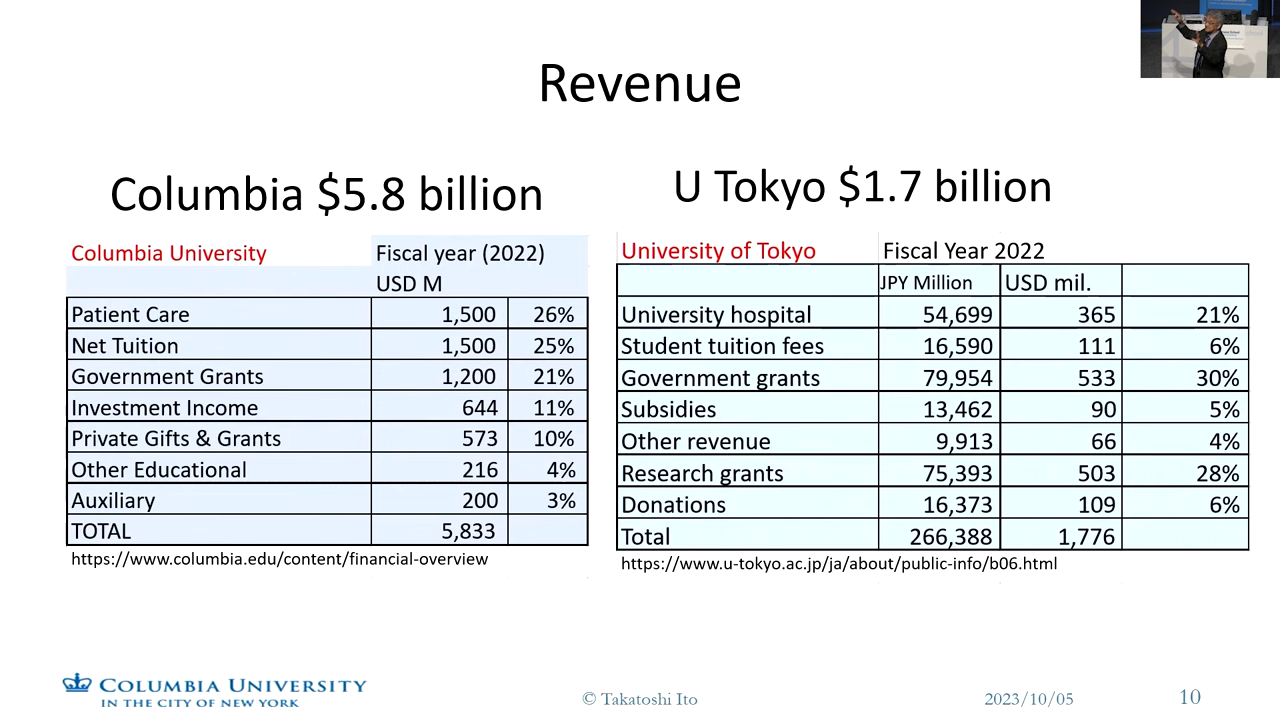 Revenue
Columbia $5.8 billion
Columbia University Fiscal year (2022)
USD M
Patient Care 1,500 26%
Net Tuition 1,500 25%
Government Grants 1,200 21%
Investment Income 644 11%
Private Gifts & Grants 573 10%
Other Educational 216 4%
Auxiliary 200 3%
TOTAL 5,833
https://www.columbia.edu/content/financial-overview
U Tokyo $1.7 billion
University of Tokyo Fiscal Year 2022
JPY Million USD mil.
University hospital 54,699 365 21%
Student tuition fees 16,590 111 6%
Government grants 79,954 533 30%
Subsidies 13,462 90 5%
Other revenue 9,913 66 4%
Research grants 75,393 503 28%
Donations 16,373 109 6%
Total 266,388 1,776
https://www.u-tokyo.ac.jp/ja/about/public-info/b06.html
COLUMBIA UNIVERSITY
IN THE CITY OF NEW YORK
© Takatoshi Ito
2023/10/05
10